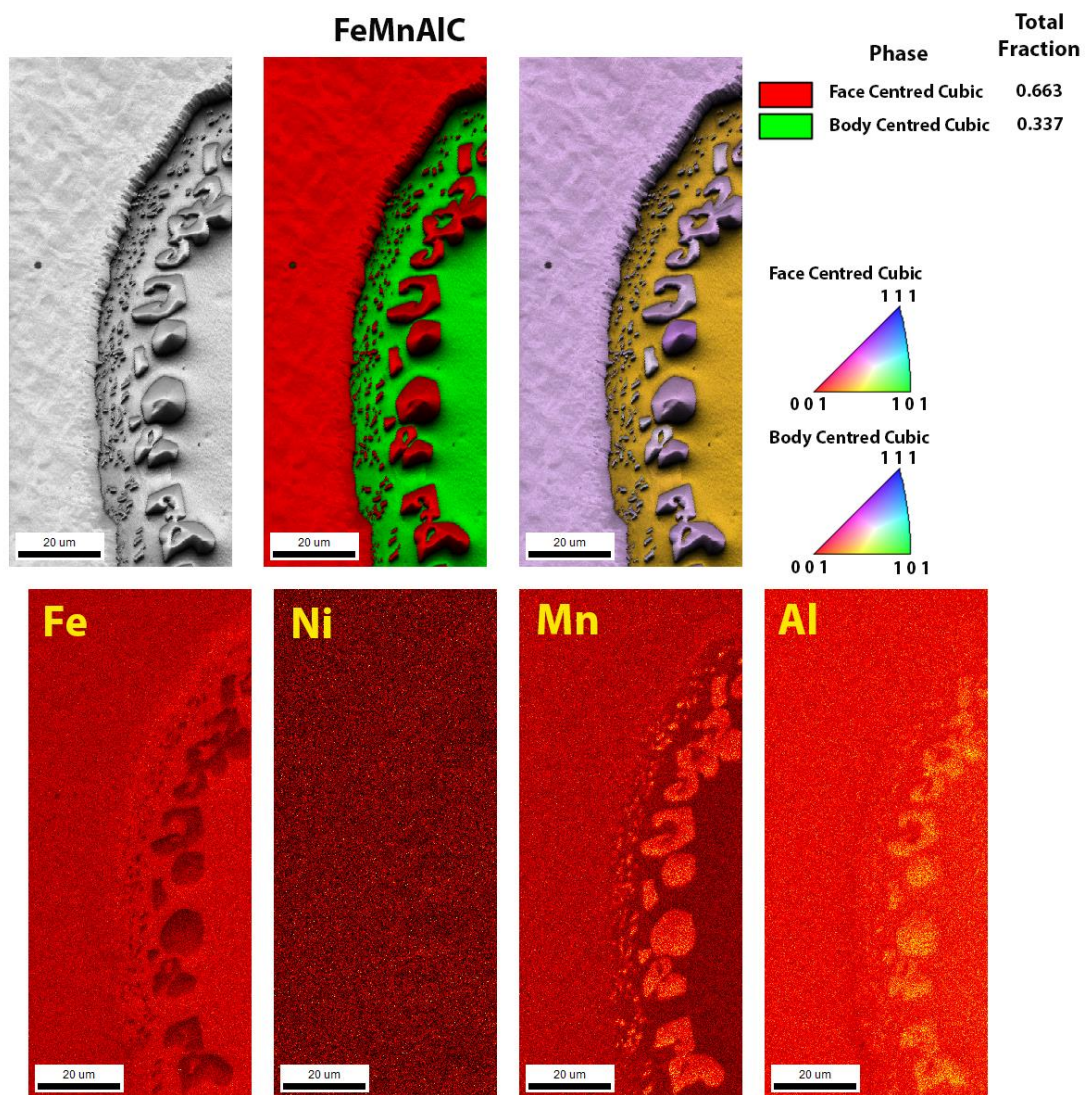 FeMnAlC
Total
Fraction
Phase
Face Centred Cubic 0.663
Body Centred Cubic 0.337
Face Centred Cubic
1 1 1
0 0 1
1 0 1
Body Centred Cubic
1 1 1
0 0 1
1 0 1
20 um
20 um
20 um
Fe
Ni
Mn
Al
20 um
20 um
20 um
20 um